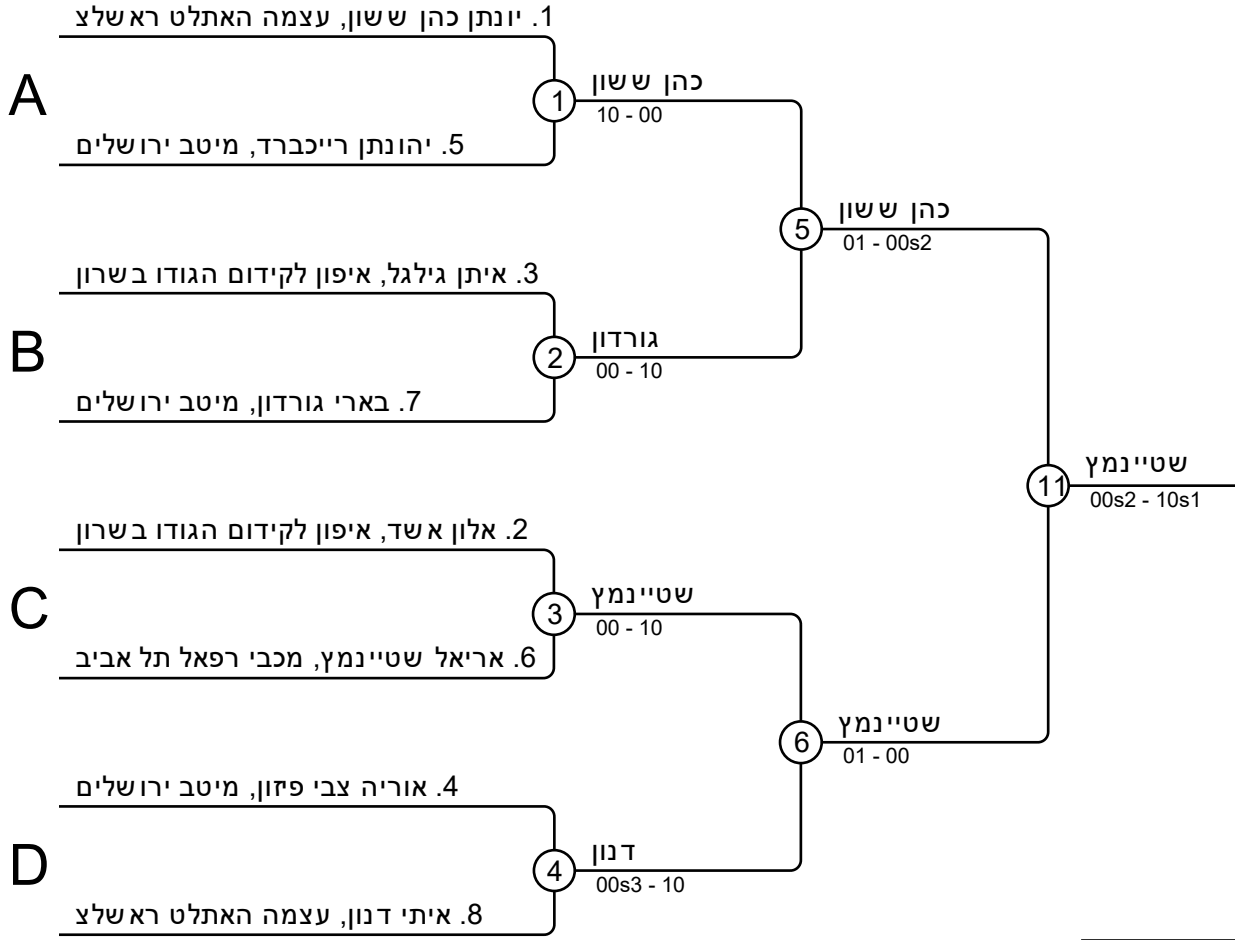 1. יונתן כהן ששון, עצמה האתלט ראשלצ
A
1
כהן ששון
10 - 00
5. יהונתן רייכברד, מיטב ירושלים
5
כהן ששון
01 - 00s2
3. איתן גילגל, איפון לקידום הגודו בשרון
B
2
גורדון
00 - 10
7. בארי גורדון, מיטב ירושלים
11
שטיינמץ
00s2 - 10s1
2. אלון אשד, איפון לקידום הגודו בשרון
C
3
שטיינמץ
00 - 10
6. אריאל שטיינמץ, מכבי רפאל תל אביב
6
שטיינמץ
01 - 00
4. אוריה צבי פיזון, מיטב ירושלים
D
4
דנון
00s3 - 10
8. איתי דנון, עצמה האתלט ראשלצ